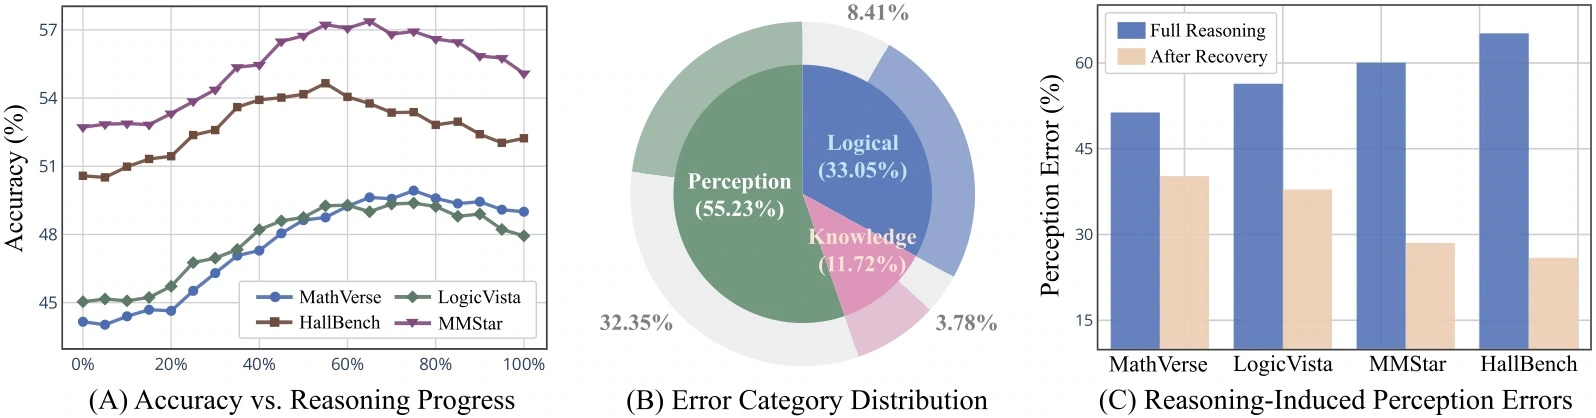 Accuracy (%)
57
54
51
48
45
0%
20%
40%
60%
80%
100%
MathVerse
LogicVista
HallBench
MMStar
(A) Accuracy vs. Reasoning Progress
8.41%
Logical
(33.05%)
Perception
(55.23%)
Knowledge
(11.72%)
32.35%
3.78%
(B) Error Category Distribution
Perception Error (%)
60
45
30
15
Full Reasoning
After Recovery
MathVerse
LogicVista
MMStar
HallBench
(C) Reasoning-Induced Perception Errors